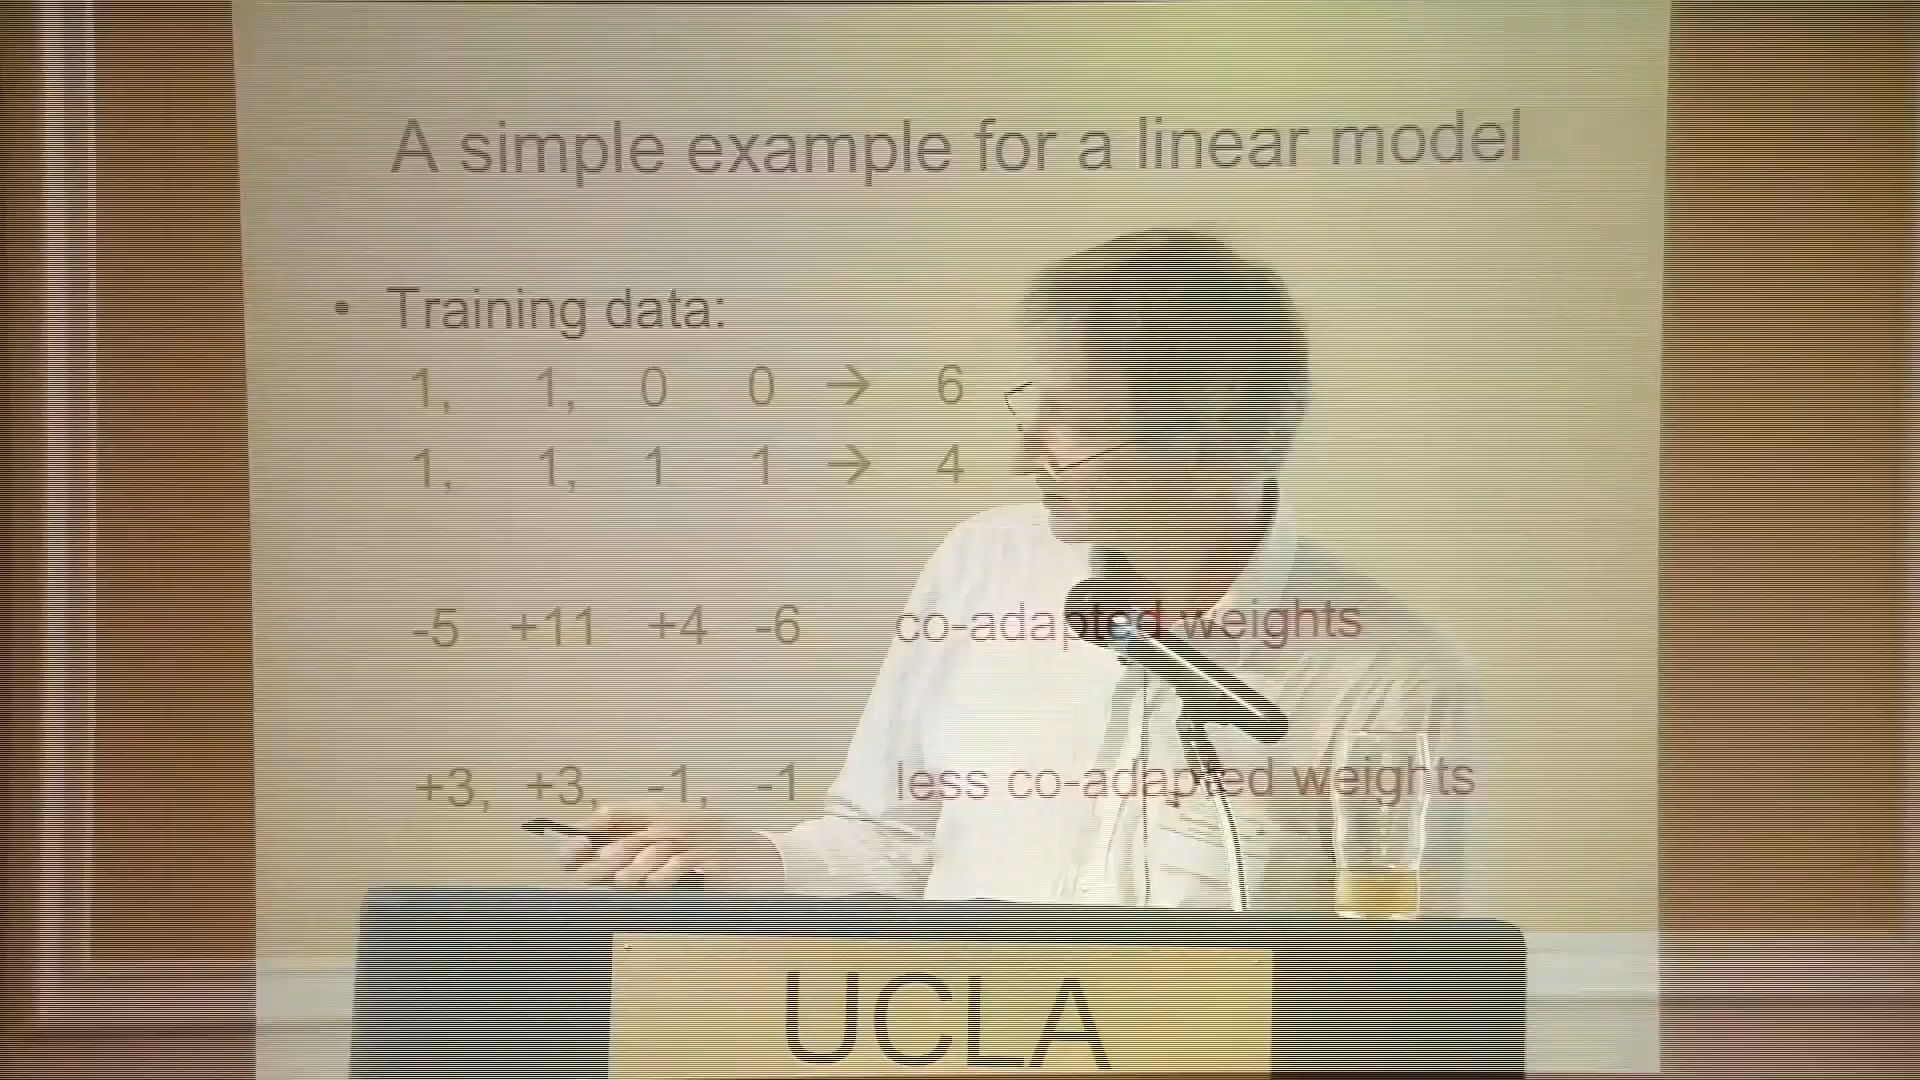 A simple example for a linear model
• Training data:
1, 1, 0 0 → 6
1, 1, 1 1 → 4
-5 +11 +4 -6 co-adapted weights
+3, +3, -1, -1 less co-adapted weights
UCLA